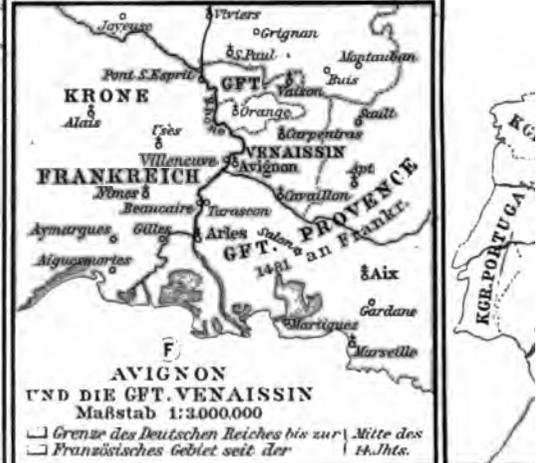 Viviers
Joyeuse
Grignan
S.Paul
Montauban
Pont S.Esprit
GFT.
Vaison
Buis
KRONE
Rhone
Orange
Sault
Alais
Usès
Carpentras
Villeneuve
VENAISSIN
Avignon
Apt
FRANKREICH
Nimes
Cavaillon
Beaucaire
Tarascon
GFT. PROVENCE
Aymargues
Gilles
Arles
Salon
an Frankr.
1481
Aiguesmortes
Aix
Gardane
Martigues
Marseille
KGR. PORTUGA
F
AVIGNON
UND DIE GFT. VENAISSIN
Maßstab 1:3.000.000
Grenze des Deutschen Reiches bis zur Mitte des
Französisches Gebiet seit der 14.Jhts.